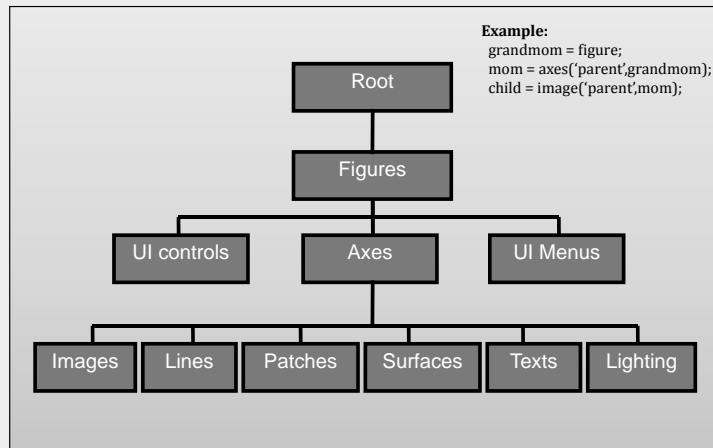 Example:
grandmom = figure;
mom = axes(‘parent’,grandmom);
child = image(‘parent’,mom);
Root
Figures
UI controls
Axes
UI Menus
Images
Lines
Patches
Surfaces
Texts
Lighting